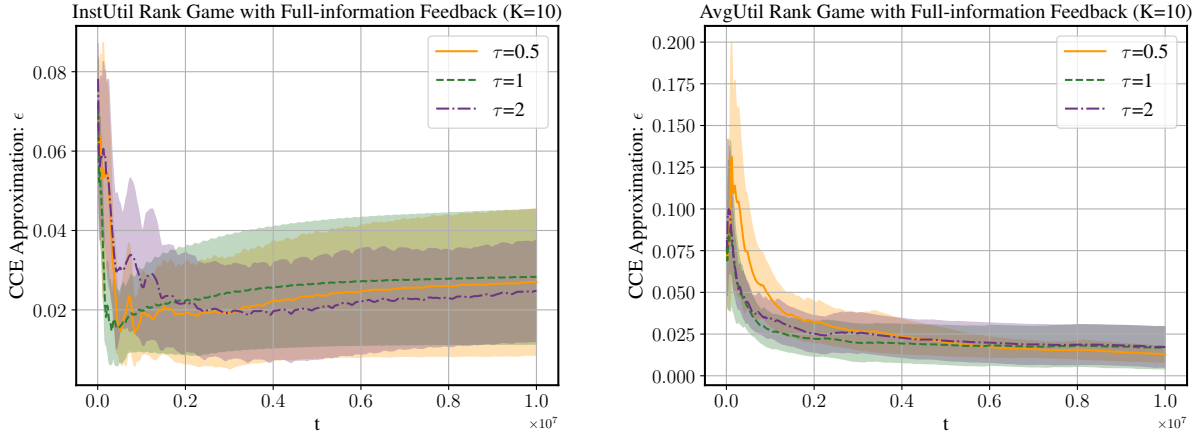 InstUtil Rank Game with Full-information Feedback (K=10)
CCE Approximation: ϵ
0.08
0.06
0.04
0.02
τ=0.5
τ=1
τ=2
0.0
0.2
0.4
0.6
0.8
1.0
×10⁷
t
AvgUtil Rank Game with Full-information Feedback (K=10)
CCE Approximation: ϵ
0.200
0.175
0.150
0.125
0.100
0.075
0.050
0.025
0.000
τ=0.5
τ=1
τ=2
0.0
0.2
0.4
0.6
0.8
1.0
×10⁷
t